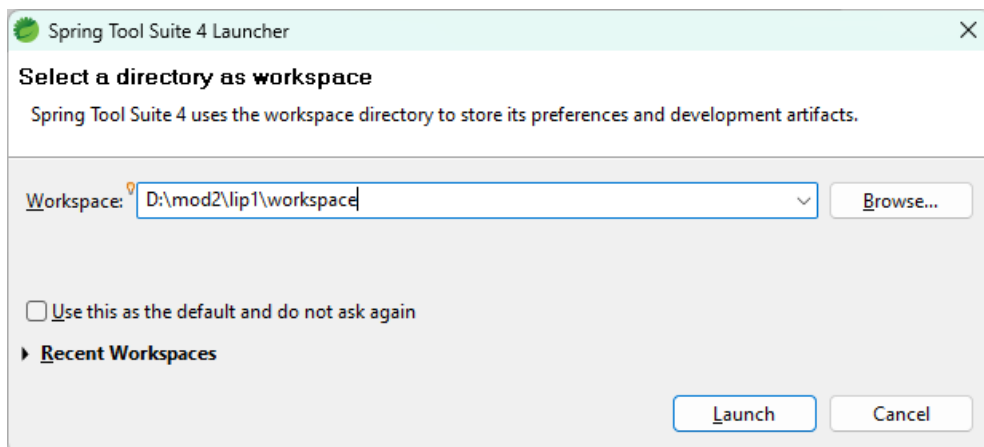 Spring Tool Suite 4 Launcher
Select a directory as workspace
Spring Tool Suite 4 uses the workspace directory to store its preferences and development artifacts.
Workspace: D:\mod2\lip1\workspace Browse...
Use this as the default and do not ask again
Recent Workspaces
Launch Cancel